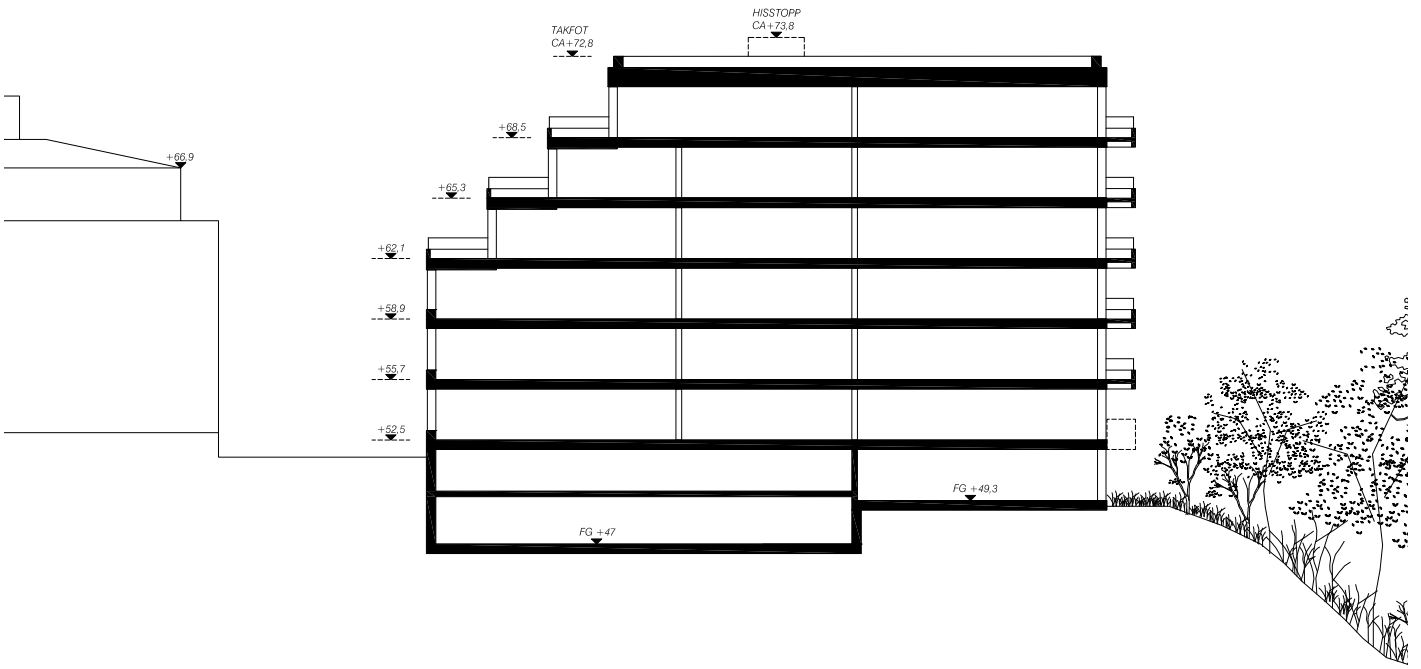 HISSTOPP
CA+73,8
TAKFOT
CA+72,8
+68,5
+66,9
+65,3
+62,1
+58,9
+55,7
+52,5
FG +49,3
FG +47